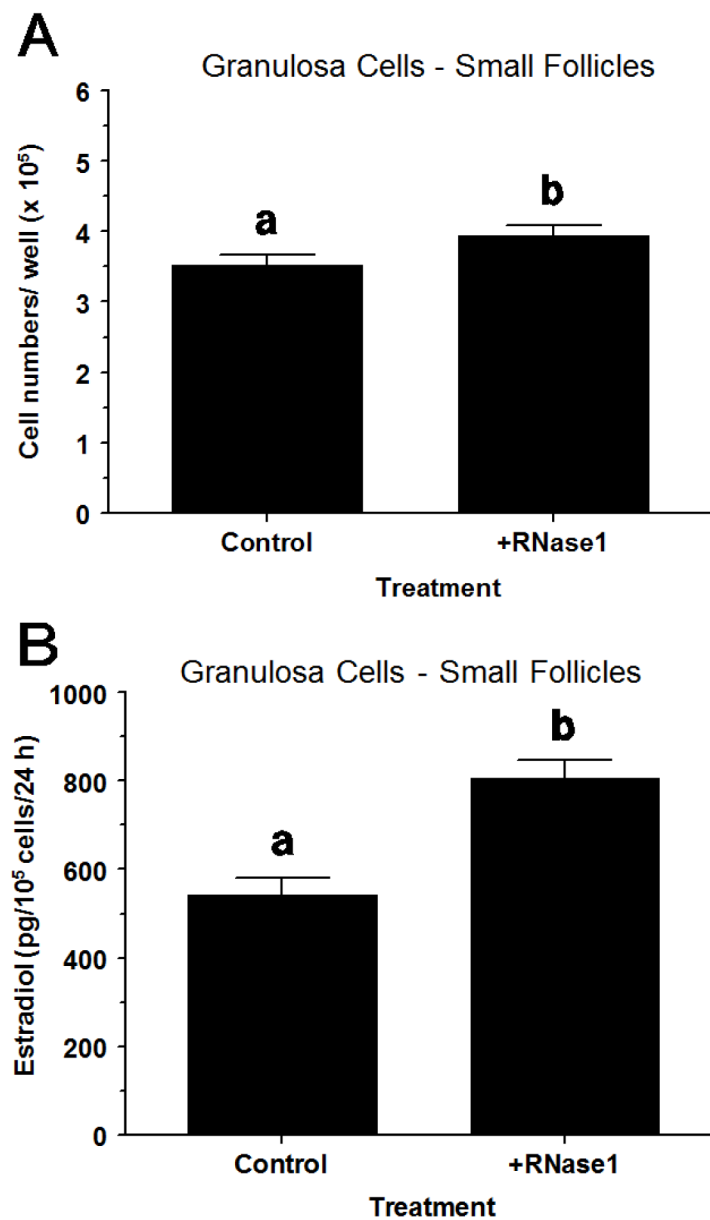 A
Granulosa Cells - Small Follicles
6
5
4
3
2
1
0
Cell numbers/ well (x 10⁵)
a
b
Control
+RNase1
Treatment
B
Granulosa Cells - Small Follicles
1000
800
600
400
200
0
Estradiol (pg/10⁵ cells/24 h)
a
b
Control
+RNase1
Treatment